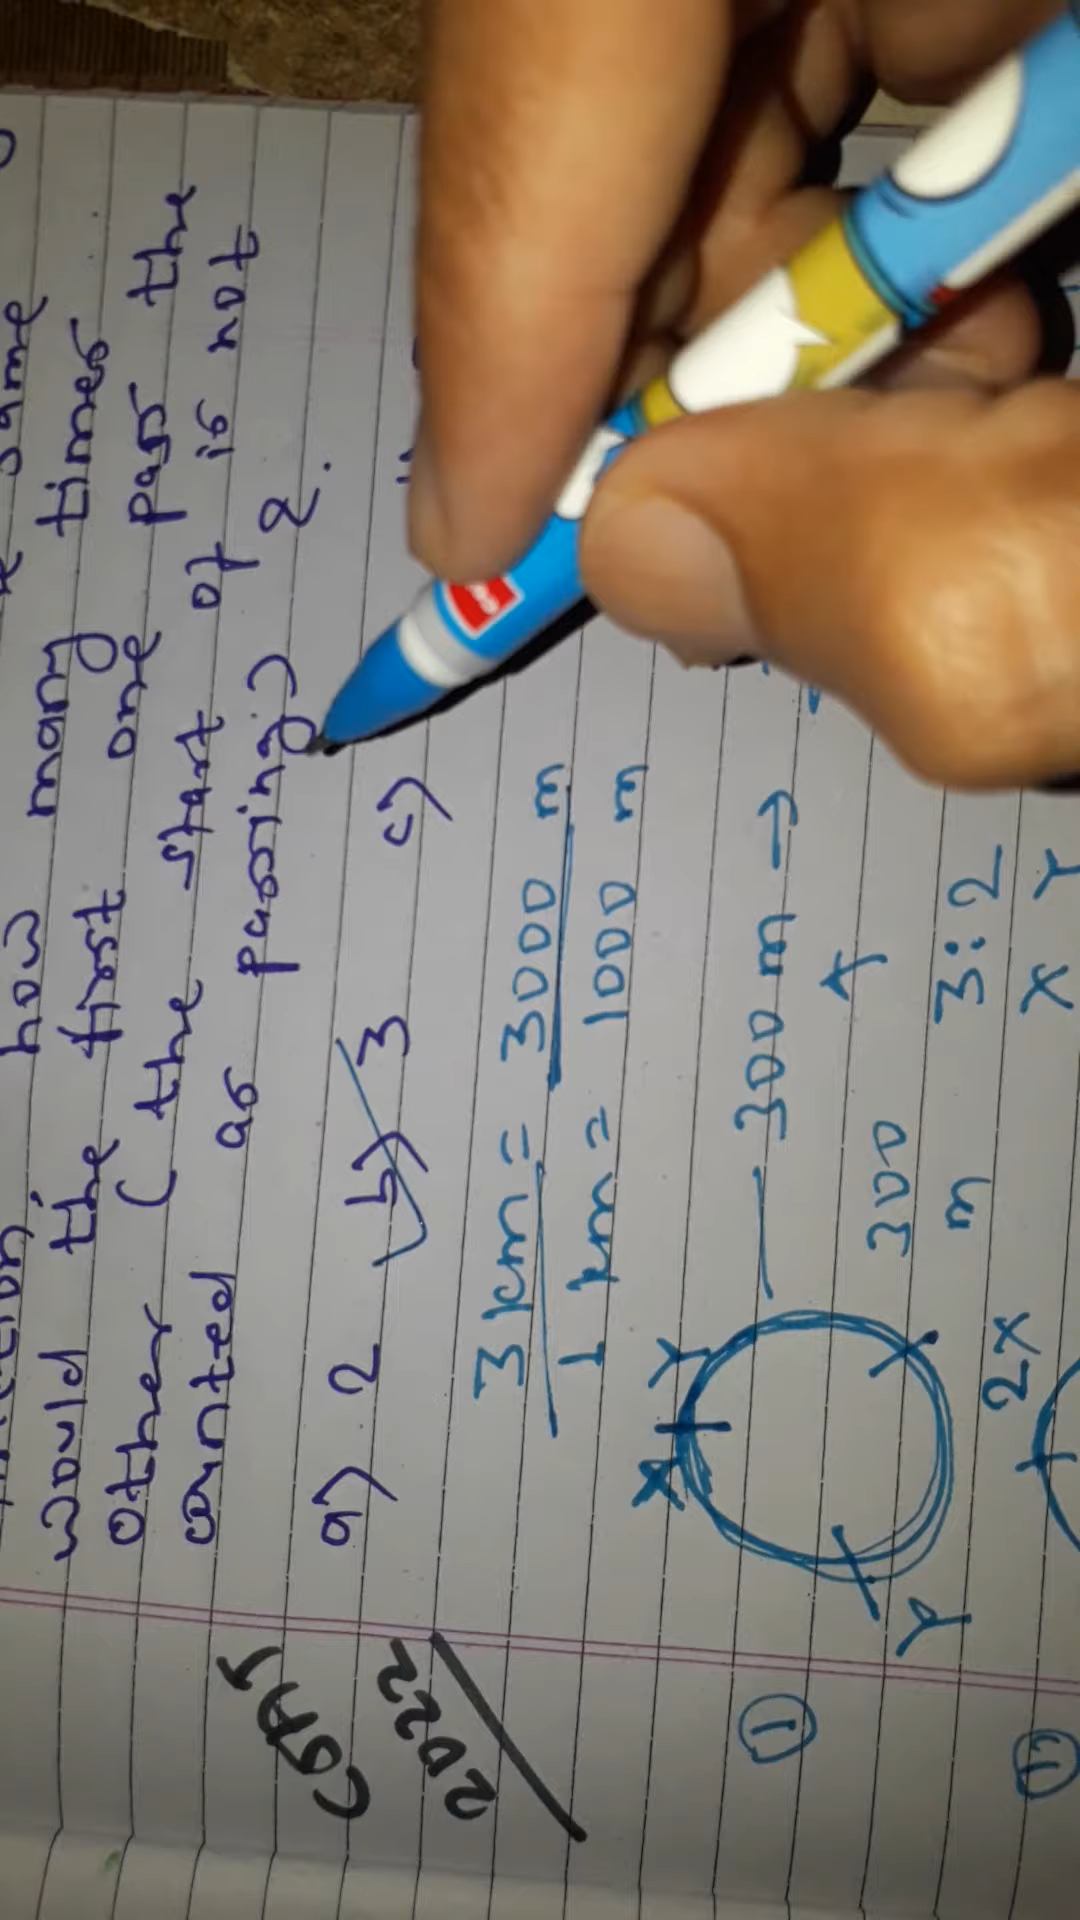 same
how many times
would the first one pass the
other (the start of is not
counted as passing) Q.
a) 2 b) 3 c)
CSAT
2022
3 km = 3000 m
1 km = 1000 m
X Y
① 300 m →
300
m 3:2
Y
2x X Y